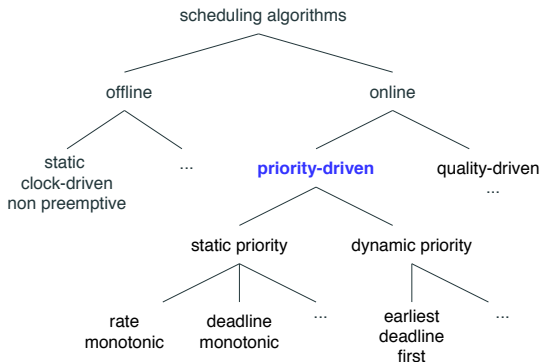 scheduling algorithms
offline
online
static
clock-driven
non preemptive
...
priority-driven
quality-driven
...
static priority
dynamic priority
rate
monotonic
deadline
monotonic
...
earliest
deadline
first
...